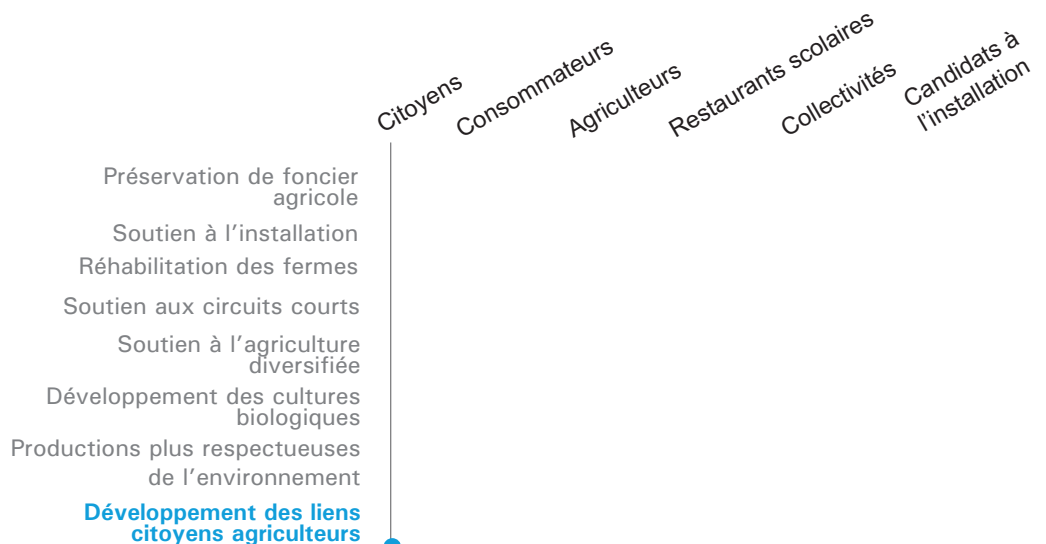 Citoyens
Consommateurs
Agriculteurs
Restaurants scolaires
Collectivités
Candidats à
l'installation
Préservation de foncier
agricole
Soutien à l'installation
Réhabilitation des fermes
Soutien aux circuits courts
Soutien à l'agriculture
diversifiée
Développement des cultures
biologiques
Productions plus respectueuses
de l'environnement
Développement des liens
citoyens agriculteurs